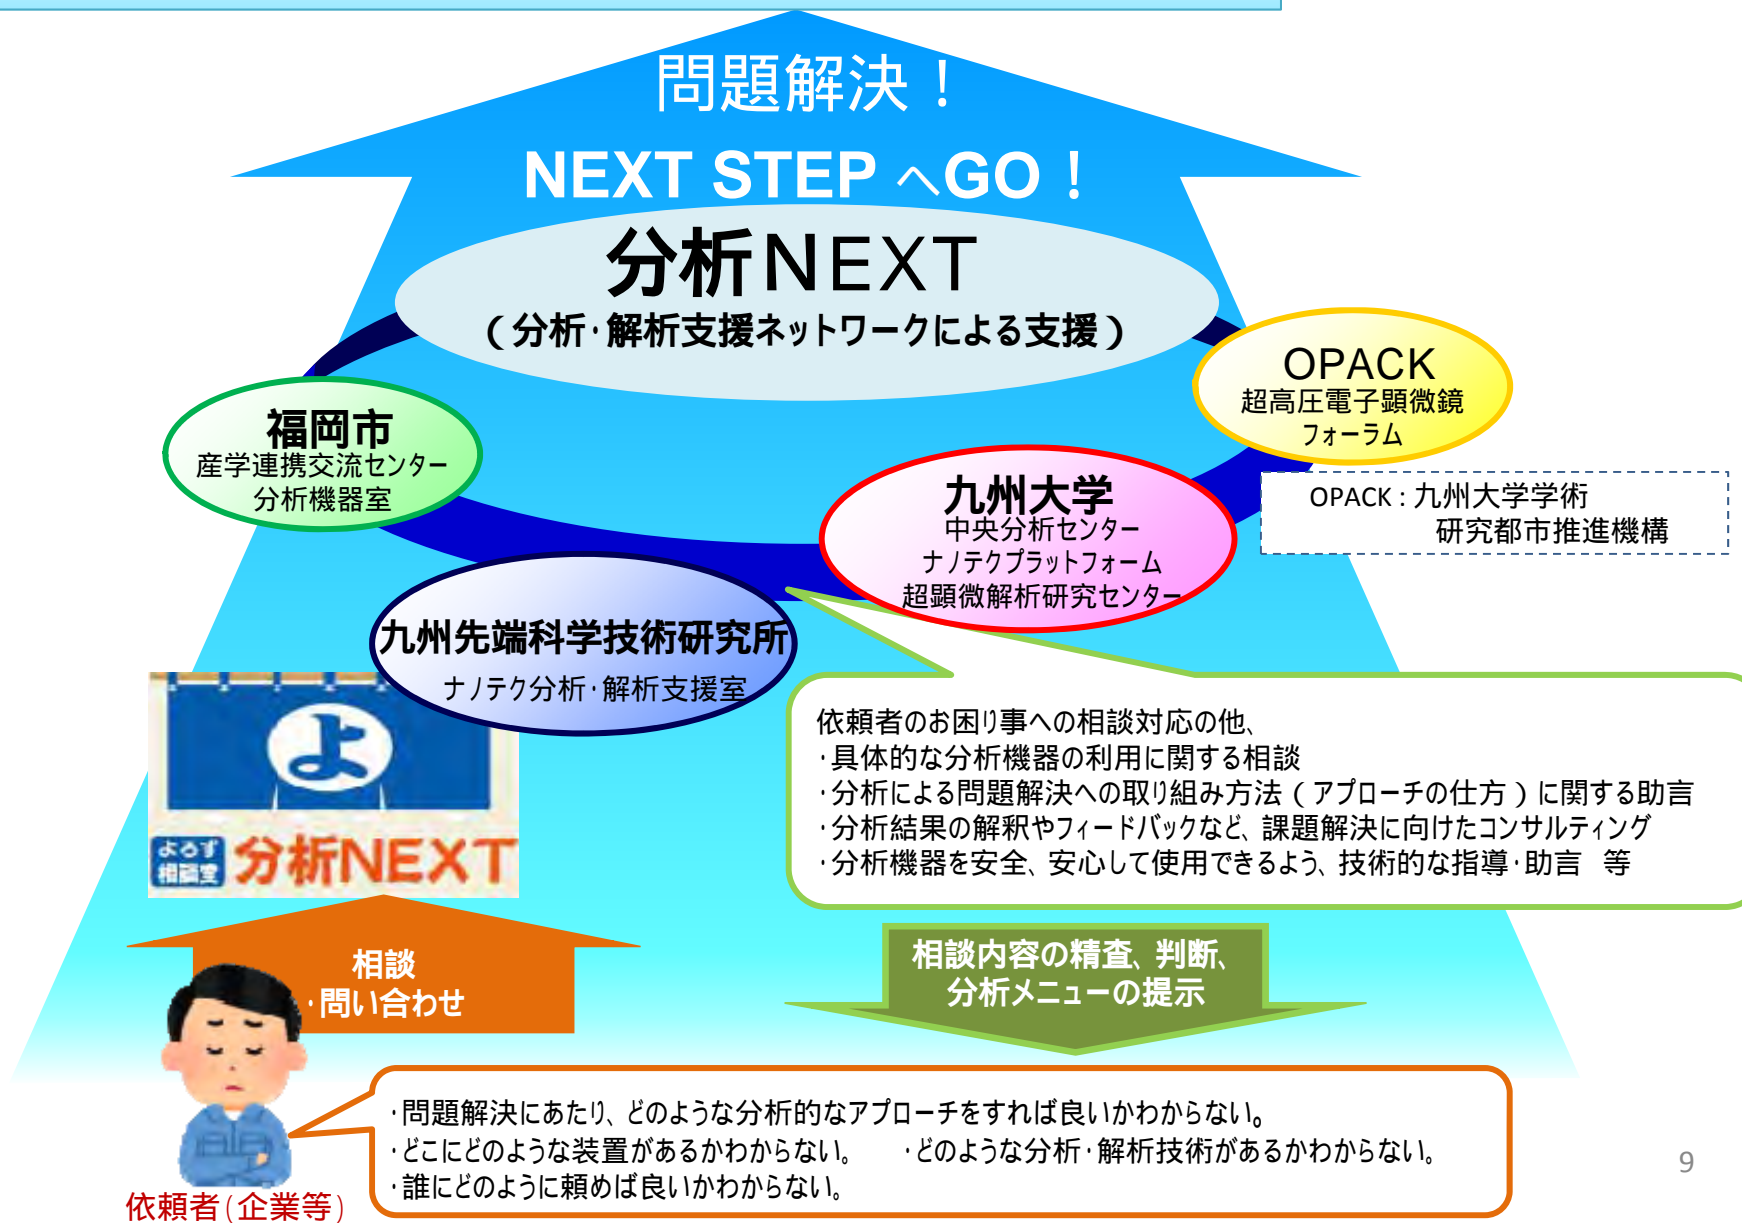 問題解決！
NEXT STEP へGO！
分析NEXT
（分析・解析支援ネットワークによる支援）
OPACK
超高圧電子顕微鏡
フォーラム
福岡市
産学連携交流センター
分析機器室
九州大学
中央分析センター
ナノテクプラットフォーム
超顕微解析研究センター
OPACK：九州大学学術
研究都市推進機構
九州先端科学技術研究所
ナノテク分析・解析支援室
よ
よろず
相談室
分析NEXT
依頼者のお困り事への相談対応の他、
・具体的な分析機器の利用に関する相談
・分析による問題解決への取り組み方法（アプローチの仕方）に関する助言
・分析結果の解釈やフィードバックなど、課題解決に向けたコンサルティング
・分析機器を安全、安心して使用できるよう、技術的な指導・助言 等
相談
・問い合わせ
相談内容の精査、判断、
分析メニューの提示
・問題解決にあたり、どのような分析的なアプローチをすれば良いかわからない。
・どこにどのような装置があるかわからない。 ・どのような分析・解析技術があるかわからない。
・誰にどのように頼めば良いかわからない。
依頼者(企業等)
9